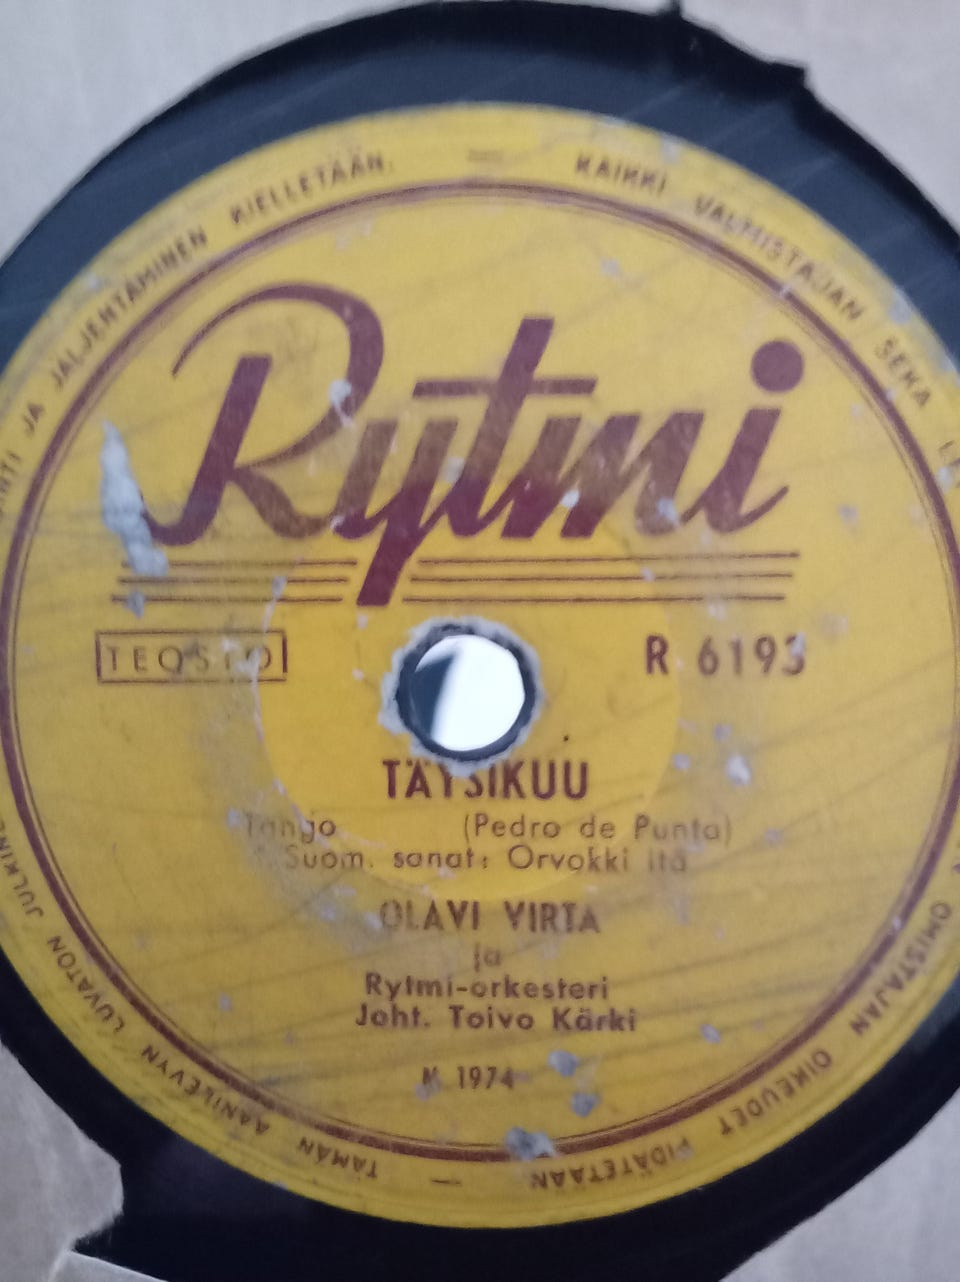 KAIKKI VALMISTAJAN SEKÄ
OMISTAJAN OIKEUDET PIDÄTETÄÄN
— TÄMÄN ÄÄNILEVYN LUVATON JULKINEN
JA JÄLJENTÄMINEN KIELLETÄÄN. —
Rytmi
TEOSTO
R 6193
TÄYSIKUU
Tango (Pedro de Punta)
Suom. sanat: Orvokki Itä
OLAVI VIRTA
ja
Rytmi-orkesteri
Joht. Toivo Kärki
M 1974